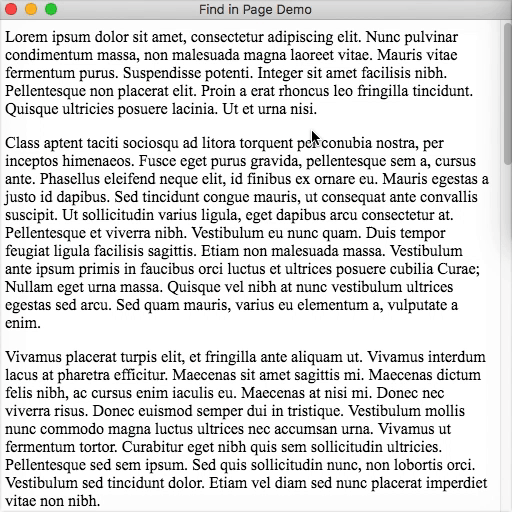 Find in Page Demo
Lorem ipsum dolor sit amet, consectetur adipiscing elit. Nunc pulvinar
condimentum massa, non malesuada magna laoreet vitae. Mauris vitae
fermentum purus. Suspendisse potenti. Integer sit amet facilisis nibh.
Pellentesque non placerat elit. Proin a erat rhoncus leo fringilla tincidunt.
Quisque ultricies posuere lacinia. Ut et urna nisi.
Class aptent taciti sociosqu ad litora torquent per conubia nostra, per
inceptos himenaeos. Fusce eget purus gravida, pellentesque sem a, cursus
ante. Phasellus eleifend neque elit, id finibus ex ornare eu. Mauris egestas a
justo id dapibus. Sed tincidunt congue mauris, ut consequat ante convallis
suscipit. Ut sollicitudin varius ligula, eget dapibus arcu consectetur at.
Pellentesque et viverra nibh. Vestibulum eu nunc quam. Duis tempor
feugiat ligula facilisis sagittis. Etiam non malesuada massa. Vestibulum
ante ipsum primis in faucibus orci luctus et ultrices posuere cubilia Curae;
Nullam eget urna massa. Quisque vel nibh at nunc vestibulum ultrices
egestas sed arcu. Sed quam mauris, varius eu elementum a, vulputate a
enim.
Vivamus placerat turpis elit, et fringilla ante aliquam ut. Vivamus interdum
lacus at pharetra efficitur. Maecenas sit amet sagittis mi. Maecenas dictum
felis nibh, ac cursus enim iaculis eu. Maecenas at nisi mi. Donec nec
viverra risus. Donec euismod semper dui in tristique. Vestibulum mollis
nunc commodo magna luctus ultrices nec accumsan urna. Vivamus ut
fermentum tortor. Curabitur eget nibh quis sem sollicitudin ultricies.
Pellentesque sed sem ipsum. Sed quis sollicitudin nunc, non lobortis orci.
Vestibulum sed tincidunt dolor. Etiam vel diam sed nunc placerat imperdiet
vitae non nibh.